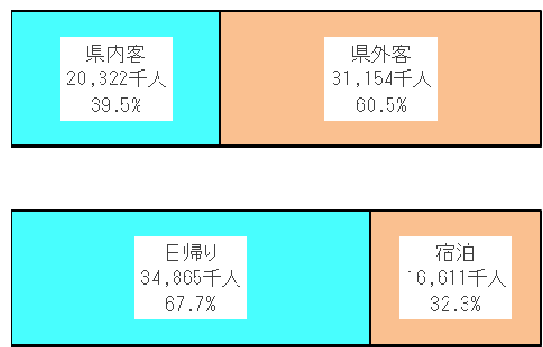 県内客
20,322千人
39.5%
県外客
31,154千人
60.5%
日帰り
34,865千人
67.7%
宿泊
16,611千人
32.3%